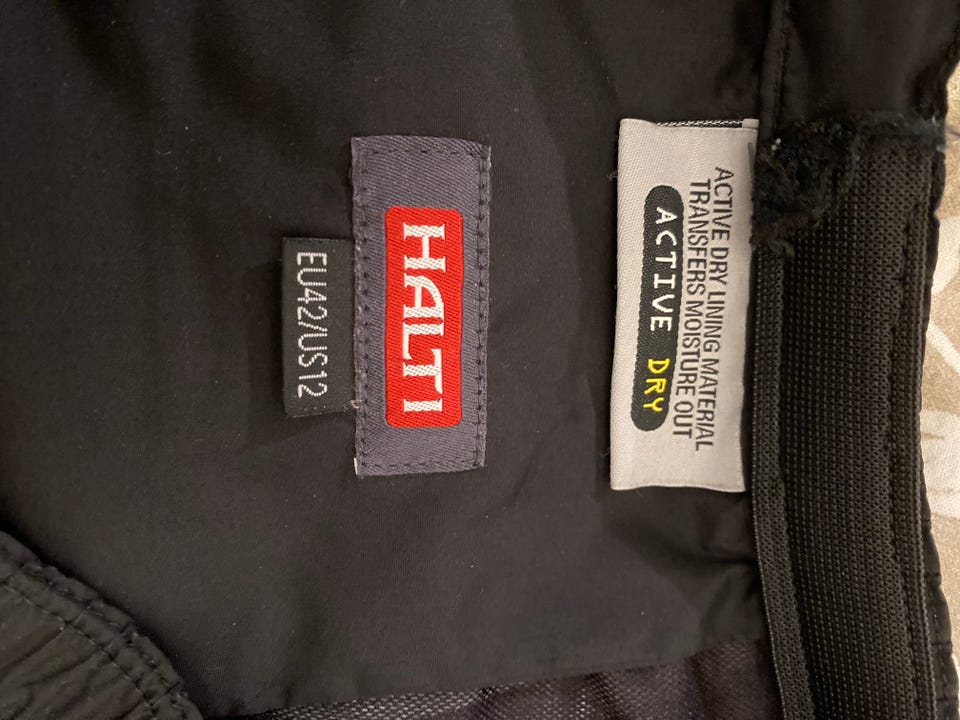 ACTIVE DRY LINING MATERIAL
TRANSFERS MOISTURE OUT
ACTIVE DRY
HALTI
EU42/US12